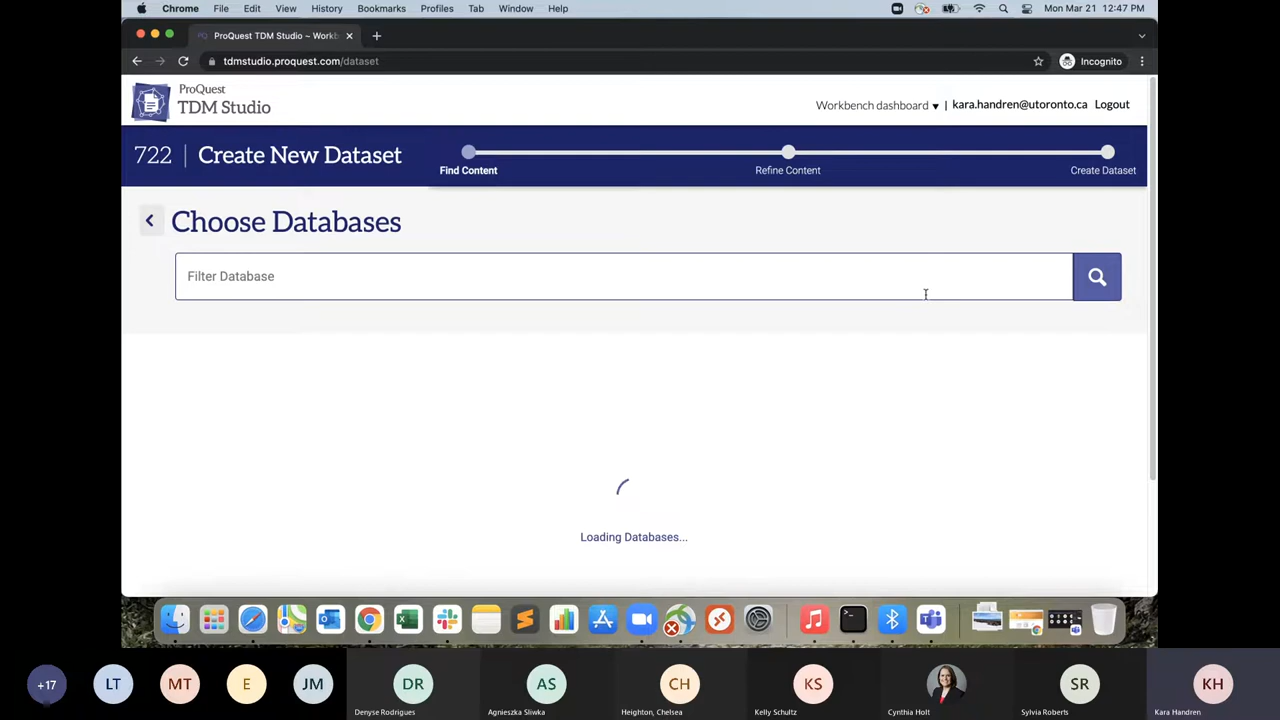 Chrome File Edit View History Bookmarks Profiles Tab Window Help Mon Mar 21 12:47 PM
ProQuest TDM Studio ~ Workb
tdmstudio.proquest.com/dataset Incognito
ProQuest
TDM Studio
Workbench dashboard | kara.handren@utoronto.ca Logout
722 | Create New Dataset
Find Content Refine Content Create Dataset
Choose Databases
Filter Database
Loading Databases...
+17 LT MT E JM DR AS CH KS SR KH
Denyse Rodrigues Agnieszka Sliwka Heighton, Chelsea Kelly Schultz Cynthia Holt Sylvia Roberts Kara Handren